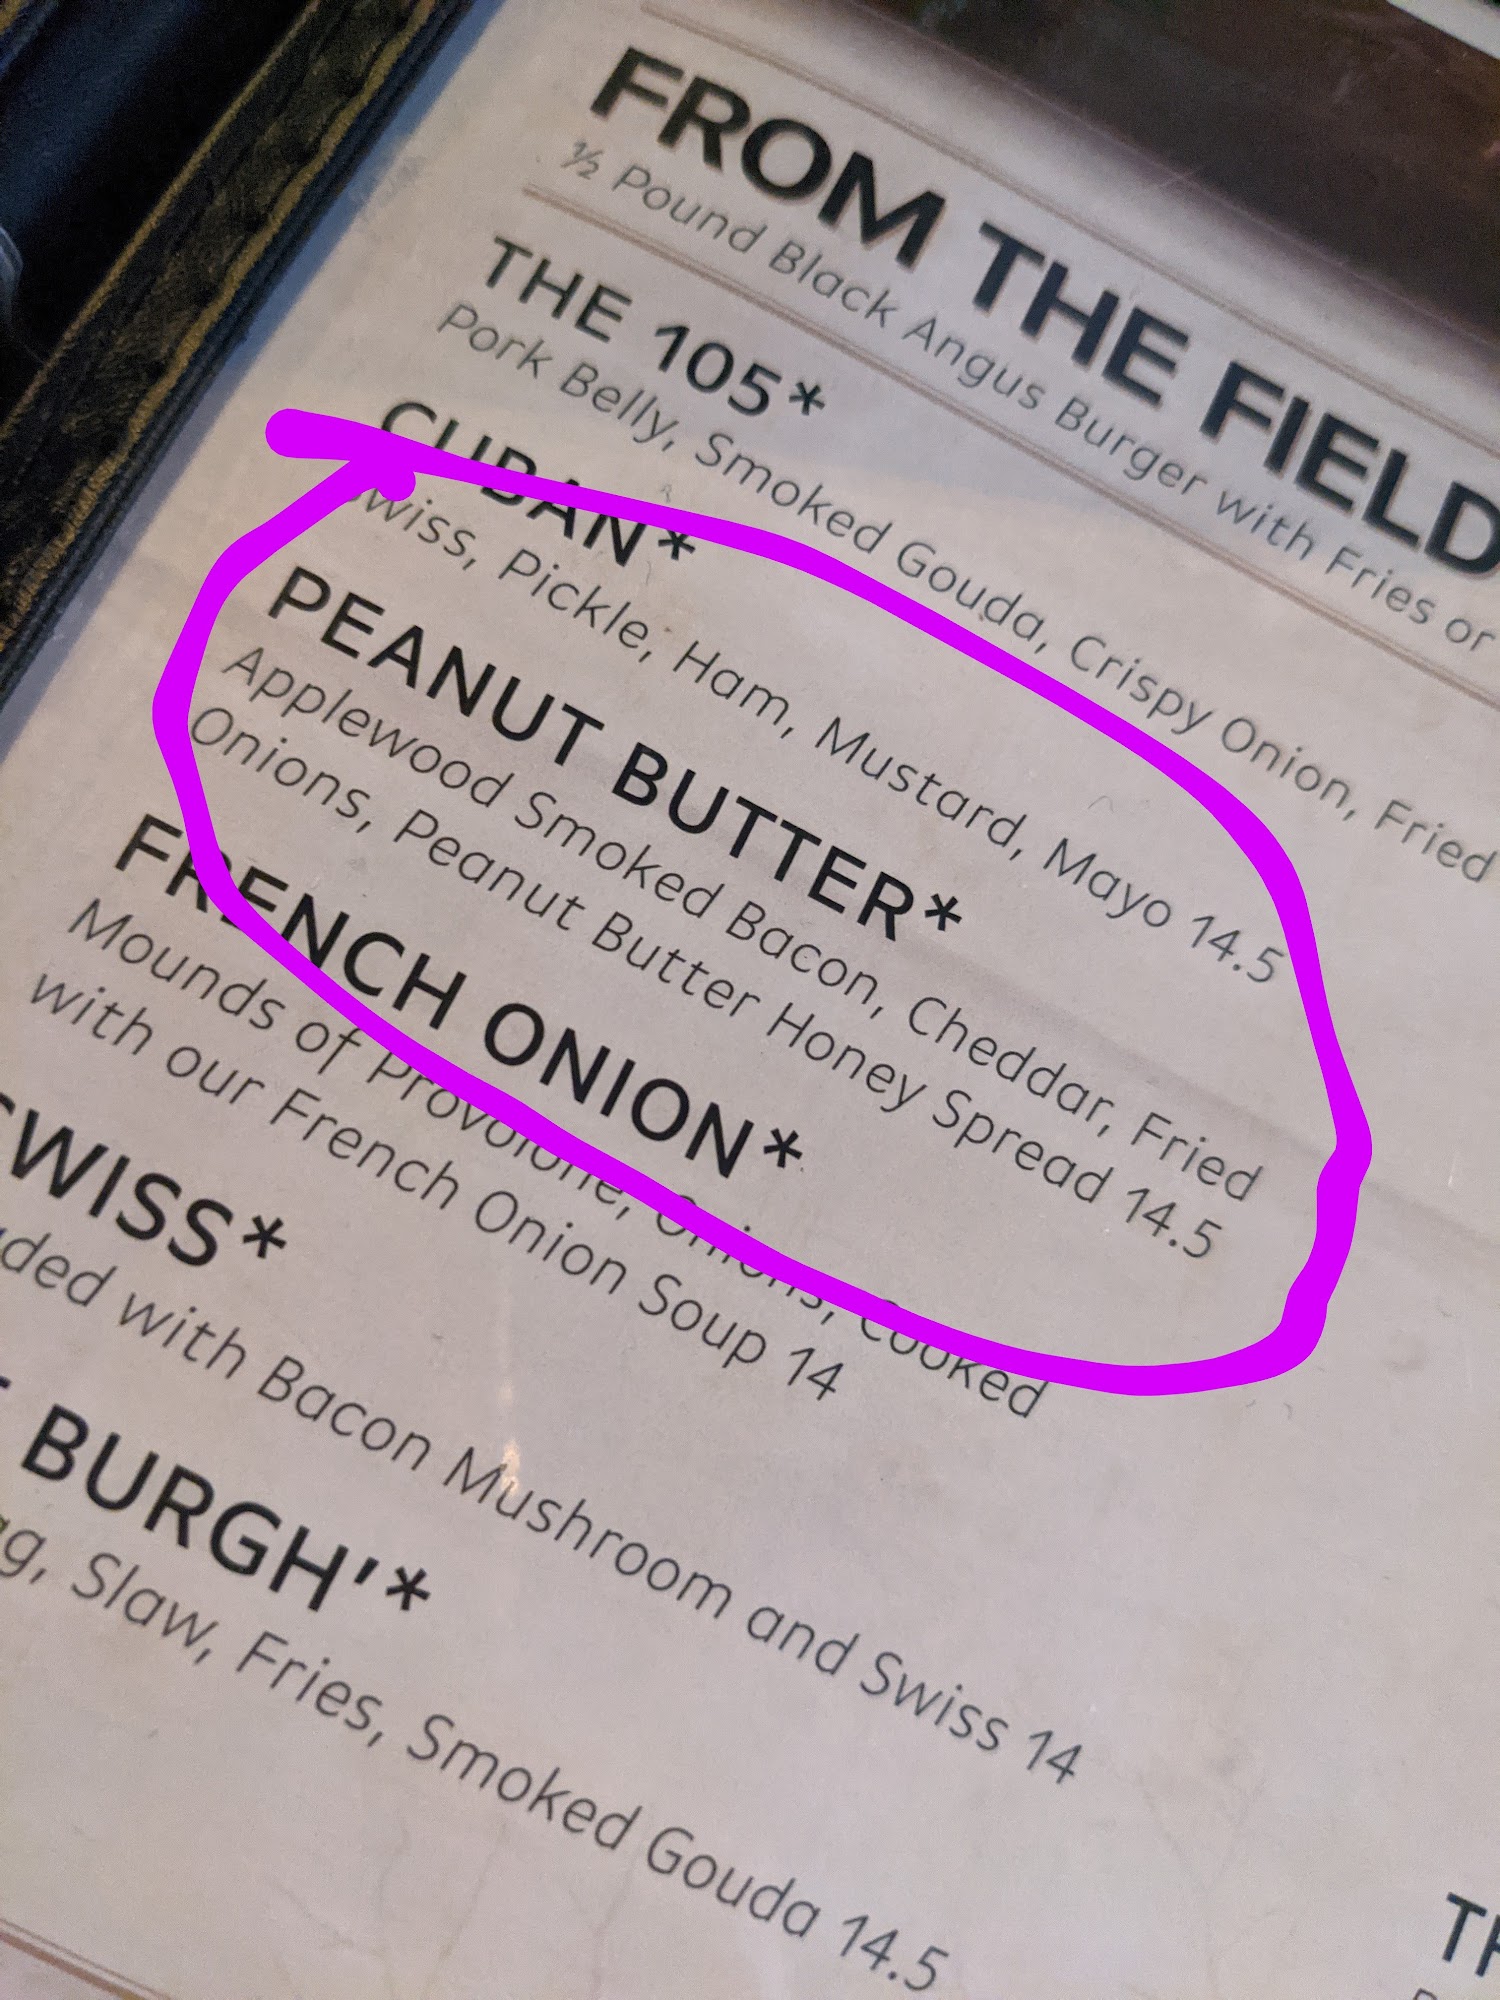 FROM THE FIELD
½ Pound Black Angus Burger with Fries or
THE 105*
Pork Belly, Smoked Gouda, Crispy Onion, Fried
CUBAN*
Swiss, Pickle, Ham, Mustard, Mayo 14.5
PEANUT BUTTER*
Applewood Smoked Bacon, Cheddar, Fried
Onions, Peanut Butter Honey Spread 14.5
FRENCH ONION*
Mounds of Provolone, Onions, Cooked
with our French Onion Soup 14
SWISS*
with Bacon Mushroom and Swiss 14
BURGH'*
Slaw, Fries, Smoked Gouda 14.5